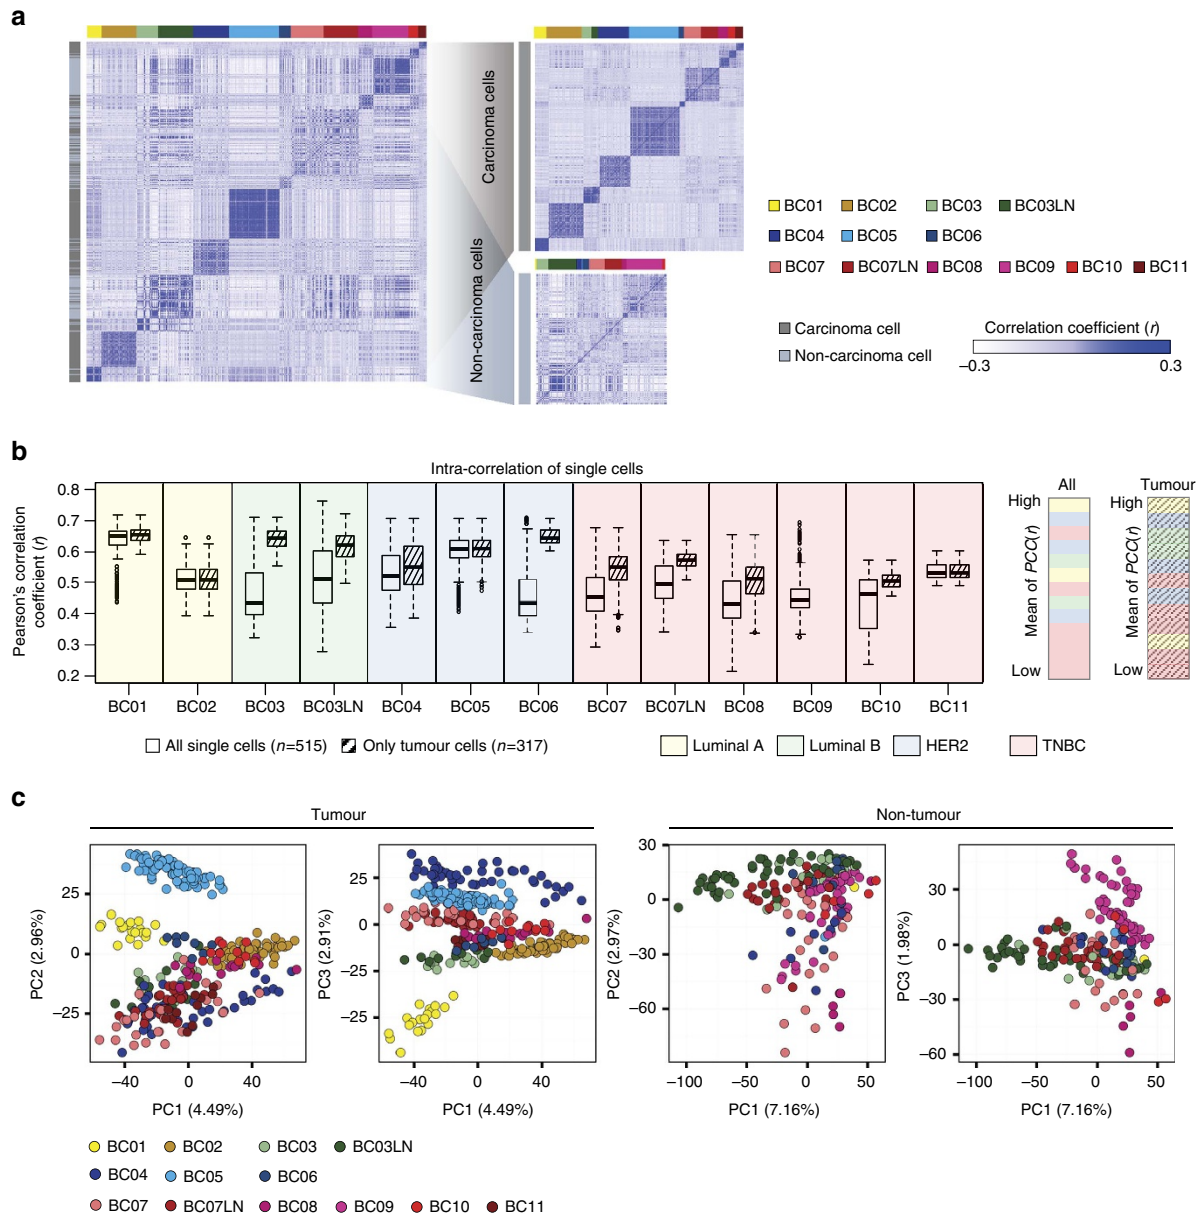 a
Carcinoma cells
Non-carcinoma cells
BC01 BC02 BC03 BC03LN
BC04 BC05 BC06
BC07 BC07LN BC08 BC09 BC10 BC11
Carcinoma cell
Non-carcinoma cell
Correlation coefficient (r)
–0.3 0.3
b
Intra-correlation of single cells
Pearson's correlation
coefficient (r)
0.8
0.7
0.6
0.5
0.4
0.3
0.2
BC01 BC02 BC03 BC03LN BC04 BC05 BC06 BC07 BC07LN BC08 BC09 BC10 BC11
All single cells (n=515) Only tumour cells (n=317)
Luminal A Luminal B HER2 TNBC
All
High
Mean of PCC(r)
Low
Tumour
High
Mean of PCC(r)
Low
c
Tumour
Non-tumour
PC2 (2.96%)
25
0
–25
–40 0 40
PC1 (4.49%)
PC3 (2.91%)
25
0
–25
–25
–40 0 40
PC1 (4.49%)
PC2 (2.97%)
30
0
–30
–60
–100 –50 0 50
PC1 (7.16%)
PC3 (1.98%)
30
0
–30
–60
–100 –50 0 50
PC1 (7.16%)
BC01 BC02 BC03 BC03LN
BC04 BC05 BC06
BC07 BC07LN BC08 BC09 BC10 BC11